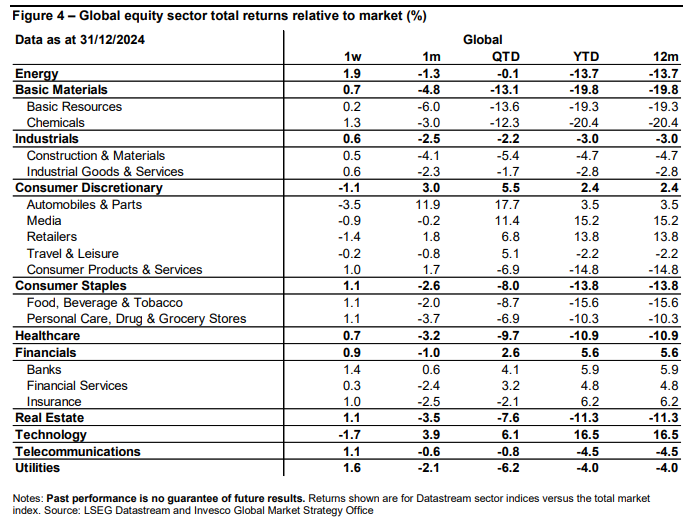 Figure 4 – Global equity sector total returns relative to market (%)
Data as at 31/12/2024 Global
1w 1m QTD YTD 12m
Energy 1.9 -1.3 -0.1 -13.7 -13.7
Basic Materials 0.7 -4.8 -13.1 -19.8 -19.8
Basic Resources 0.2 -6.0 -13.6 -19.3 -19.3
Chemicals 1.3 -3.0 -12.3 -20.4 -20.4
Industrials 0.6 -2.5 -2.2 -3.0 -3.0
Construction & Materials 0.5 -4.1 -5.4 -4.7 -4.7
Industrial Goods & Services 0.6 -2.3 -1.7 -2.8 -2.8
Consumer Discretionary -1.1 3.0 5.5 2.4 2.4
Automobiles & Parts -3.5 11.9 17.7 3.5 3.5
Media -0.9 -0.2 11.4 15.2 15.2
Retailers -1.4 1.8 6.8 13.8 13.8
Travel & Leisure -0.2 -0.8 5.1 -2.2 -2.2
Consumer Products & Services 1.0 1.7 -6.9 -14.8 -14.8
Consumer Staples 1.1 -2.6 -8.0 -13.8 -13.8
Food, Beverage & Tobacco 1.1 -2.0 -8.7 -15.6 -15.6
Personal Care, Drug & Grocery Stores 1.1 -3.7 -6.9 -10.3 -10.3
Healthcare 0.7 -3.2 -9.7 -10.9 -10.9
Financials 0.9 -1.0 2.6 5.6 5.6
Banks 1.4 0.6 4.1 5.9 5.9
Financial Services 0.3 -2.4 3.2 4.8 4.8
Insurance 1.0 -2.5 -2.1 6.2 6.2
Real Estate 1.1 -3.5 -7.6 -11.3 -11.3
Technology -1.7 3.9 6.1 16.5 16.5
Telecommunications 1.1 -0.6 -0.8 -4.5 -4.5
Utilities 1.6 -2.1 -6.2 -4.0 -4.0
Notes: Past performance is no guarantee of future results. Returns shown are for Datastream sector indices versus the total market
index. Source: LSEG Datastream and Invesco Global Market Strategy Office